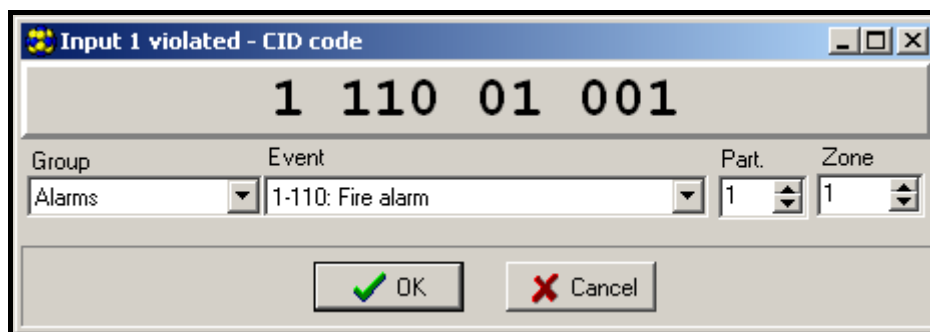 Input 1 violated - CID code
1 110 01 001
Group Event Part. Zone
Alarms 1-110: Fire alarm 1 1
OK Cancel